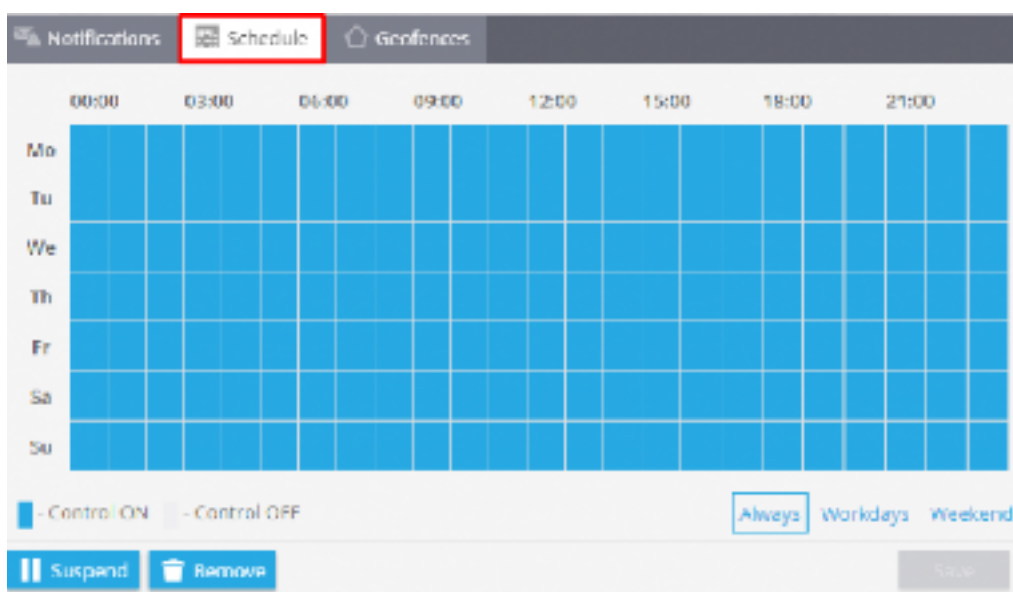 Notifications Schedule Geofences
00:00 03:00 06:00 09:00 12:00 15:00 18:00 21:00
Mo
Tu
We
Th
Fr
Sa
Su
- Control ON - Control OFF Always Workdays Weekend
Suspend Remove Save